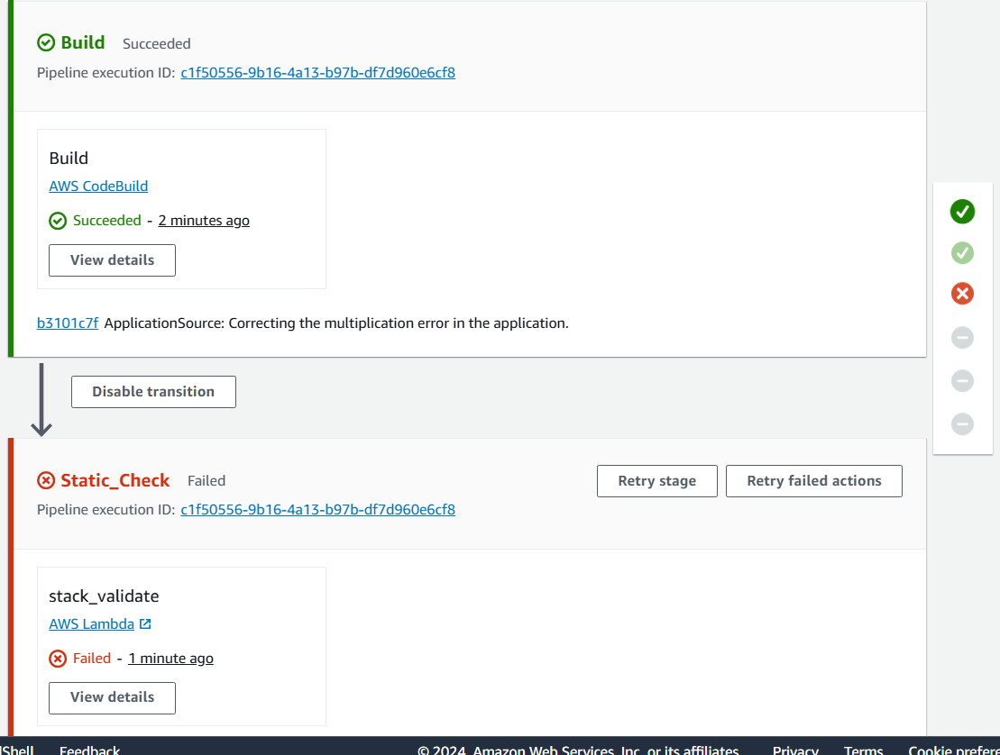 Build Succeeded
Pipeline execution ID: c1f50556-9b16-4a13-b97b-df7d960e6cf8
Build
AWS CodeBuild
Succeeded - 2 minutes ago
View details
b3101c7f ApplicationSource: Correcting the multiplication error in the application.
Disable transition
Static_Check Failed
Retry stage
Retry failed actions
Pipeline execution ID: c1f50556-9b16-4a13-b97b-df7d960e6cf8
stack_validate
AWS Lambda
Failed - 1 minute ago
View details
lShell Feedback © 2024, Amazon Web Services, Inc. or its affiliates. Privacy Terms Cookie prefere